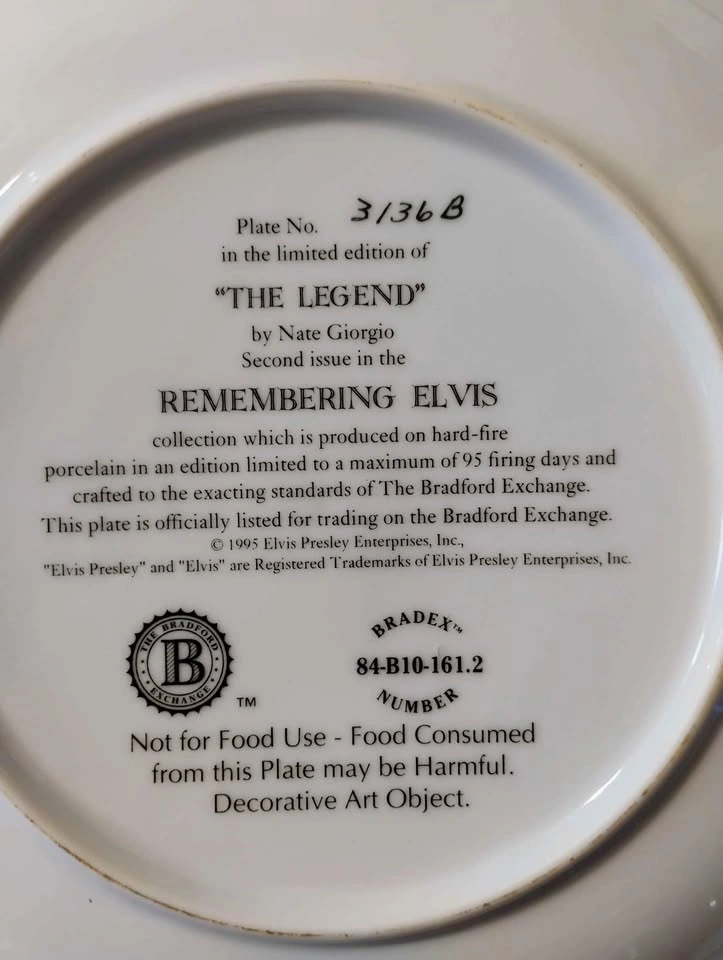 Plate No. 3136B
in the limited edition of
“THE LEGEND”
by Nate Giorgio
Second issue in the
REMEMBERING ELVIS
collection which is produced on hard-fire
porcelain in an edition limited to a maximum of 95 firing days and
crafted to the exacting standards of The Bradford Exchange.
This plate is officially listed for trading on the Bradford Exchange.
© 1995 Elvis Presley Enterprises, Inc.,
"Elvis Presley" and "Elvis" are Registered Trademarks of Elvis Presley Enterprises, Inc.
THE BRADFORD
B
EXCHANGE
TM
BRADEX™
84-B10-161.2
NUMBER
Not for Food Use - Food Consumed
from this Plate may be Harmful.
Decorative Art Object.